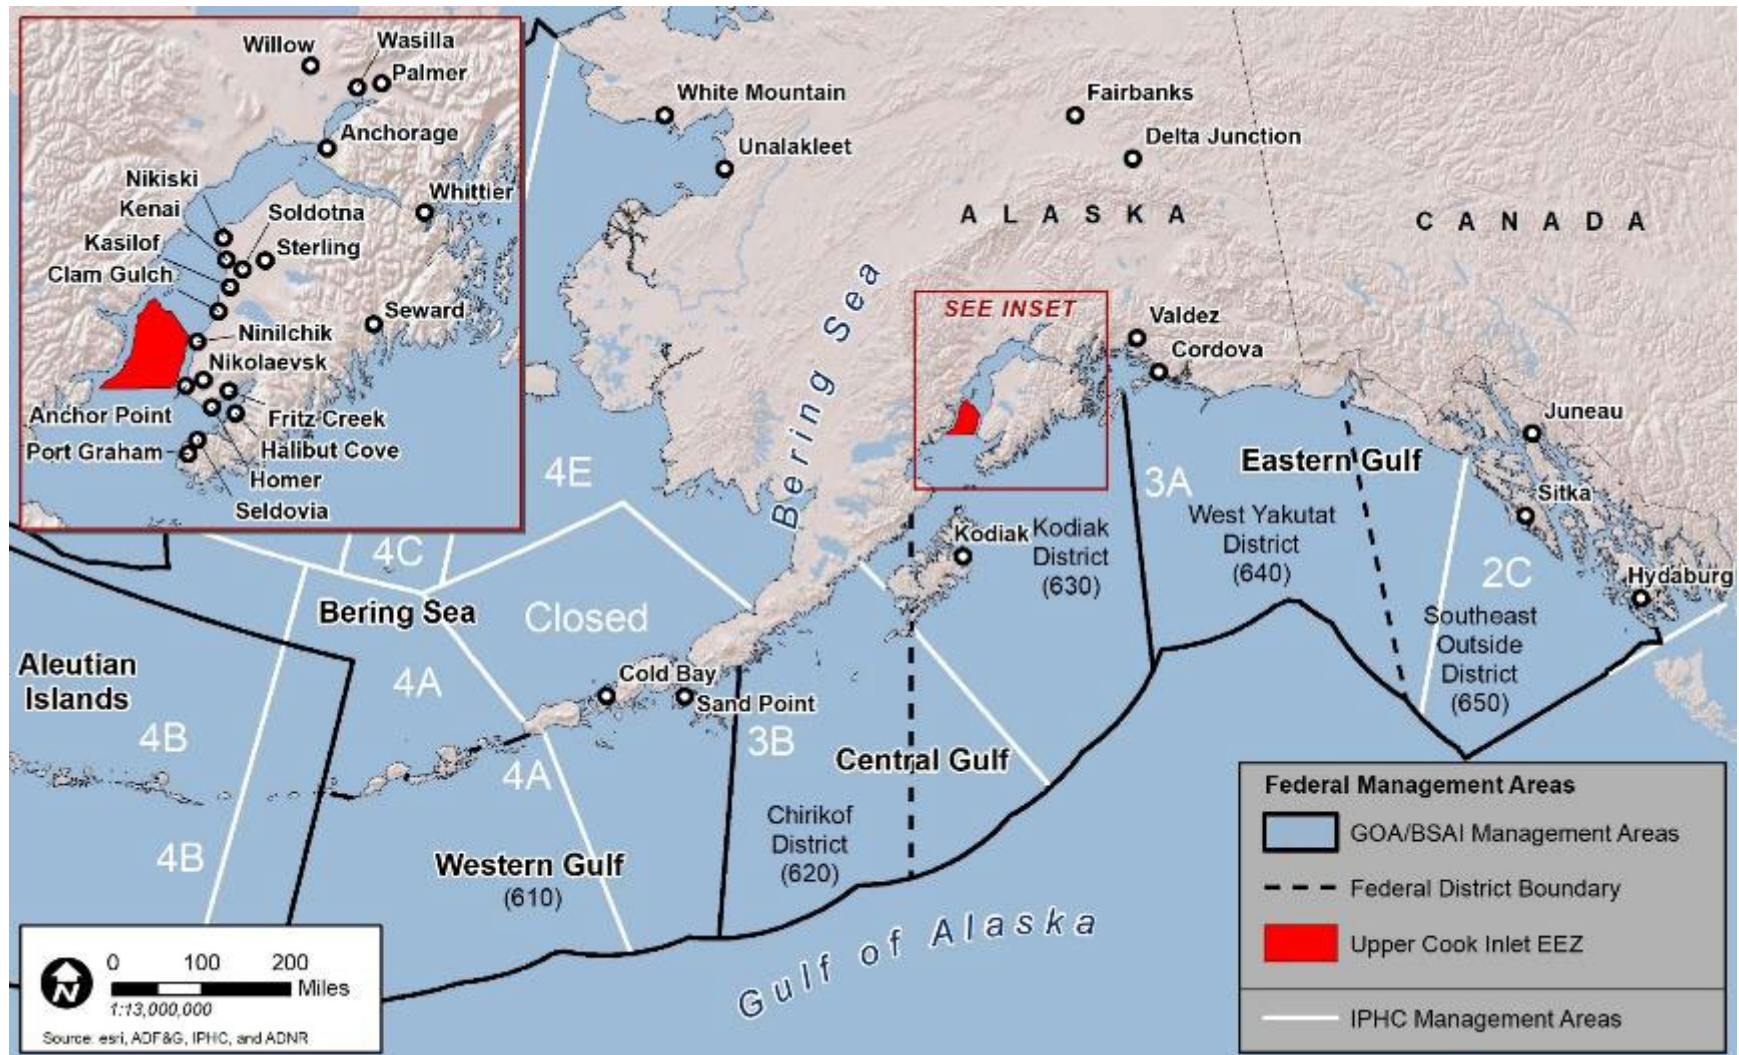 Willow
Wasilla
Palmer
Anchorage
Nikiski
Kenai
Whittier
Soldotna
Kasilof
Sterling
Clam Gulch
Seward
Ninilchik
Nikolaevsk
Anchor Point
Fritz Creek
Port Graham
Halibut Cove
Homer
Seldovia
White Mountain
Unalakleet
Fairbanks
Delta Junction
ALASKA
CANADA
Bering Sea
SEE INSET
Valdez
Cordova
Juneau
Sitka
Hydaburg
4E
3A
Eastern Gulf
West Yakutat
District
(640)
Kodiak
Kodiak
District
(630)
2C
Southeast
Outside
District
(650)
4C
Bering Sea
Closed
Aleutian
Islands
4A
4B
Cold Bay
Sand Point
3B
4A
Central Gulf
4B
Western Gulf
(610)
Chirikof
District
(620)
Gulf of Alaska
0 100 200
Miles
N
1:13,000,000
Source: esri, ADF&G, IPHC, and ADNR
Federal Management Areas
GOA/BSAI Management Areas
Federal District Boundary
Upper Cook Inlet EEZ
IPHC Management Areas